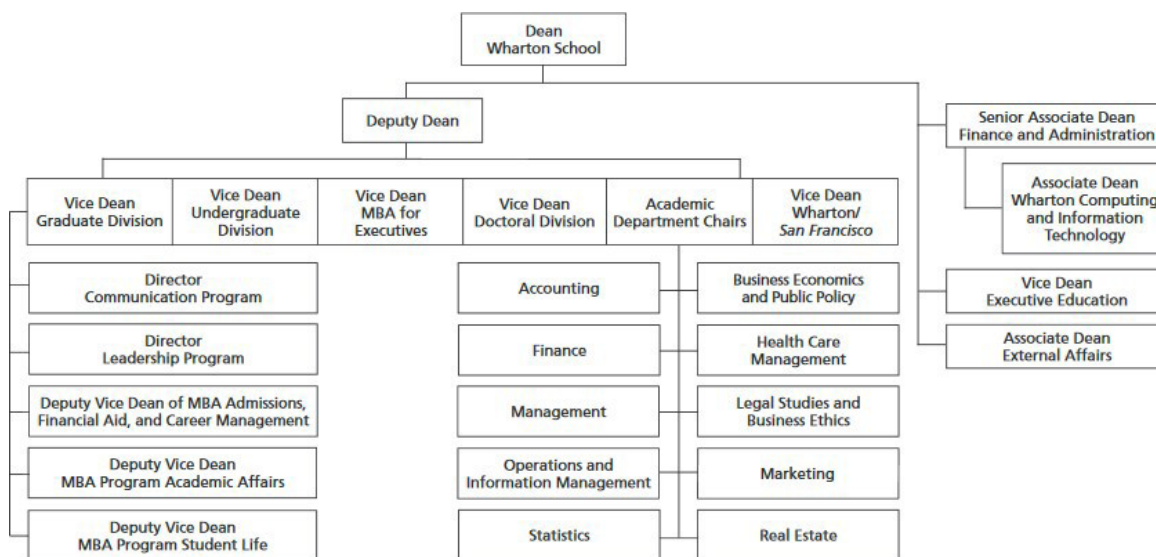 Dean
Wharton School
Deputy Dean
Senior Associate Dean
Finance and Administration
Associate Dean
Wharton Computing
and Information
Technology
Vice Dean
Executive Education
Associate Dean
External Affairs
Vice Dean
Graduate Division
Vice Dean
Undergraduate
Division
Vice Dean
MBA for
Executives
Vice Dean
Doctoral Division
Academic
Department Chairs
Vice Dean
Wharton/
San Francisco
Director
Communication Program
Director
Leadership Program
Deputy Vice Dean of MBA Admissions,
Financial Aid, and Career Management
Deputy Vice Dean
MBA Program Academic Affairs
Deputy Vice Dean
MBA Program Student Life
Accounting
Business Economics
and Public Policy
Finance
Health Care
Management
Management
Legal Studies and
Business Ethics
Operations and
Information Management
Marketing
Statistics
Real Estate